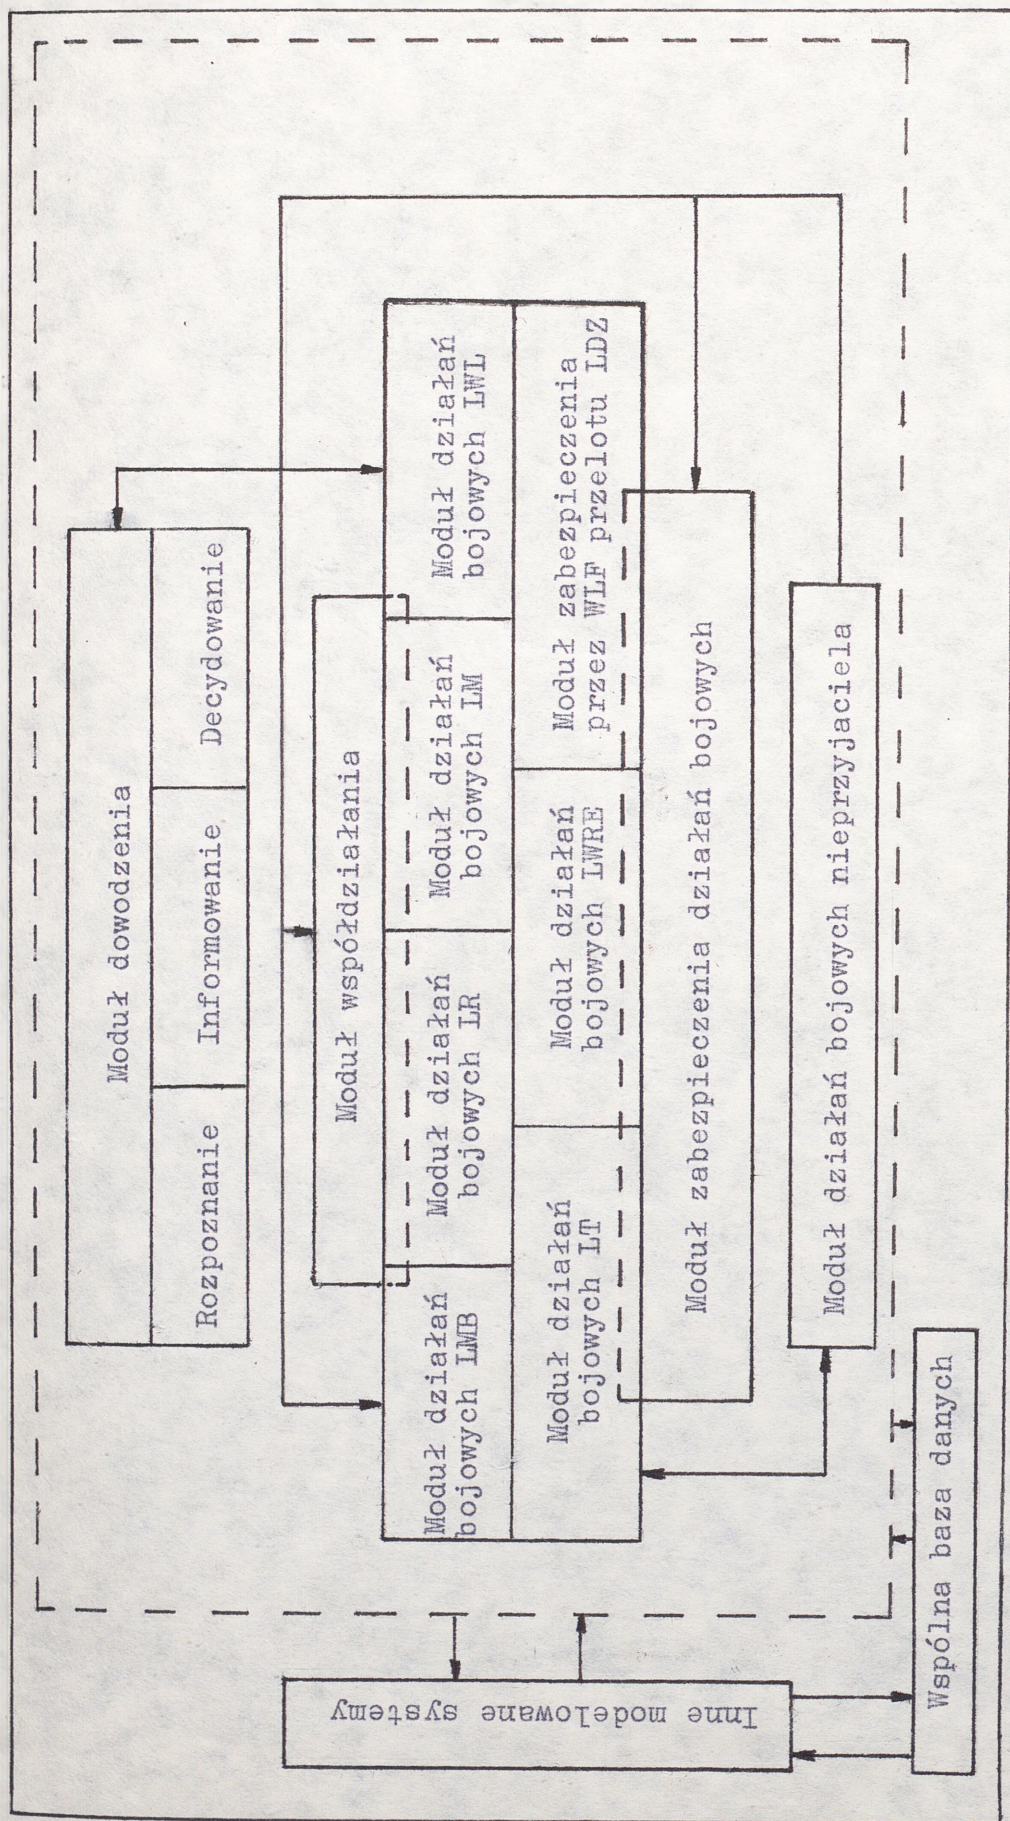 Moduł dowodzenia
Rozpoznanie
Informowanie
Decydowanie
Moduł współdziałania
Moduł działań
bojowych LMB
Moduł działań
bojowych LR
Moduł działań
bojowych LM
Moduł działań
bojowych LWL
Moduł działań
bojowych LT
Moduł działań
bojowych LWRE
Moduł zabezpieczenia
przez WLF przelotu LDZ
Moduł zabezpieczenia działań bojowych
Moduł działań bojowych nieprzyjaciela
Inne modelowane systemy
Wspólna baza danych